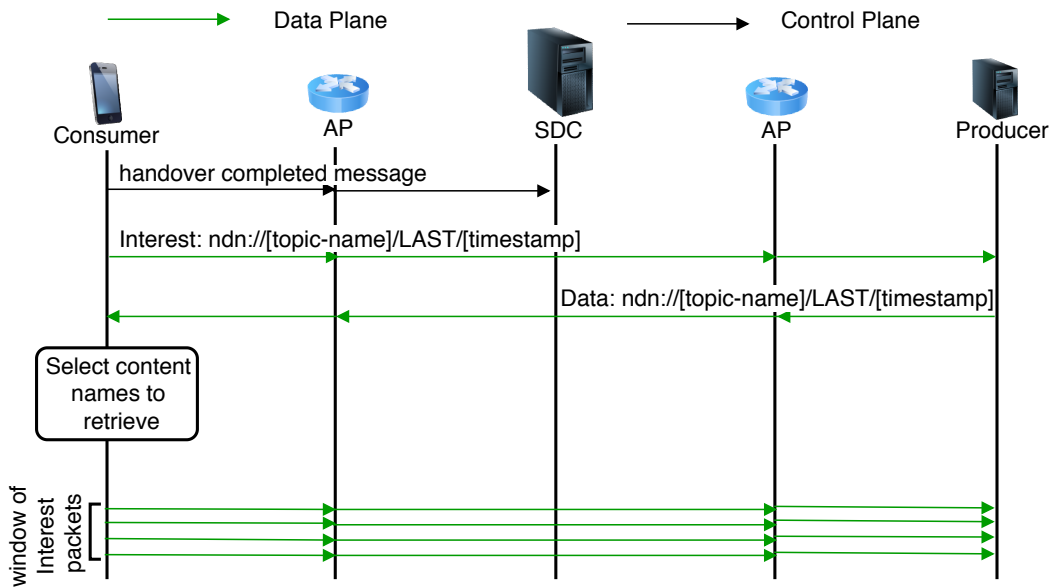 Data Plane
Control Plane
Consumer
AP
SDC
AP
Producer
handover completed message
Interest: ndn://[topic-name]/LAST/[timestamp]
Data: ndn://[topic-name]/LAST/[timestamp]
Select content
names to
retrieve
window of
Interest
packets